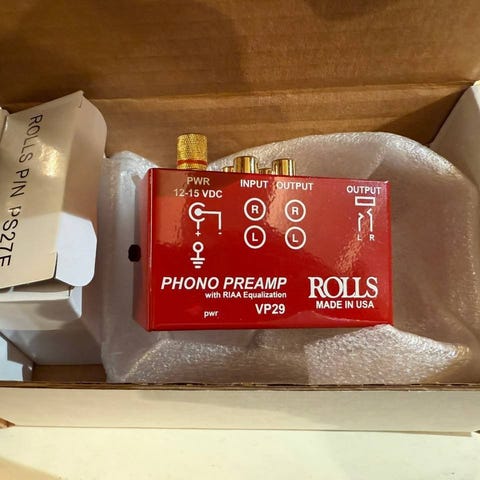 ROLLS P/N PS27E
PWR
12-15 VDC
INPUT
OUTPUT
OUTPUT
R
R
L
L
L R
+
PHONO PREAMP
with RIAA Equalization
pwr
VP29
ROLLS
MADE IN USA